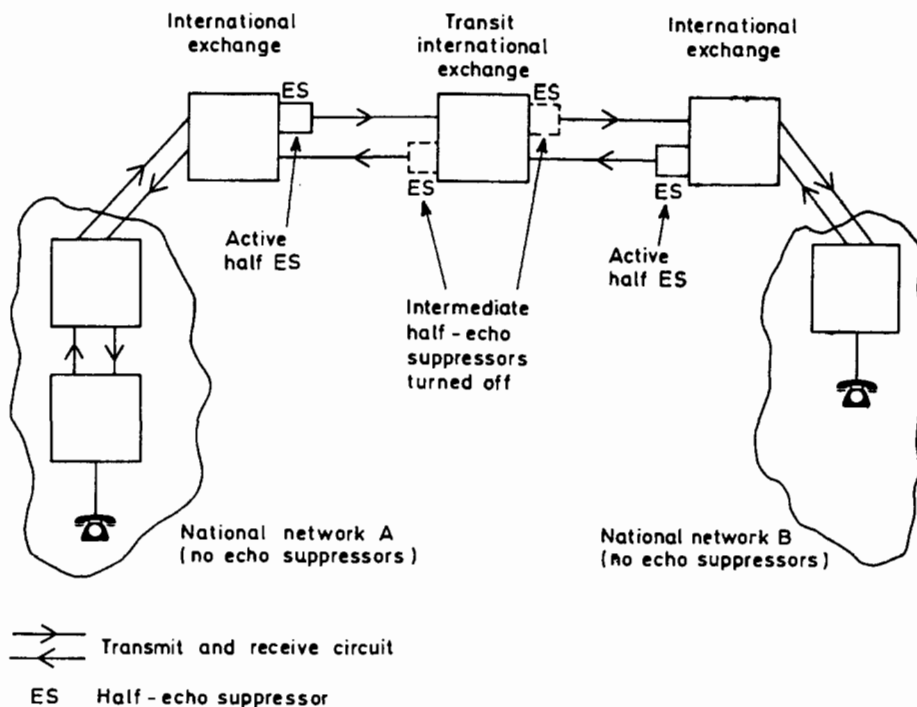 International
exchange
Transit
international
exchange
International
exchange
ES
ES
ES
ES
Active
half ES
Intermediate
half-echo
suppressors
turned off
Active
half ES
National network A
(no echo suppressors)
National network B
(no echo suppressors)
Transmit and receive circuit
ES Half-echo suppressor